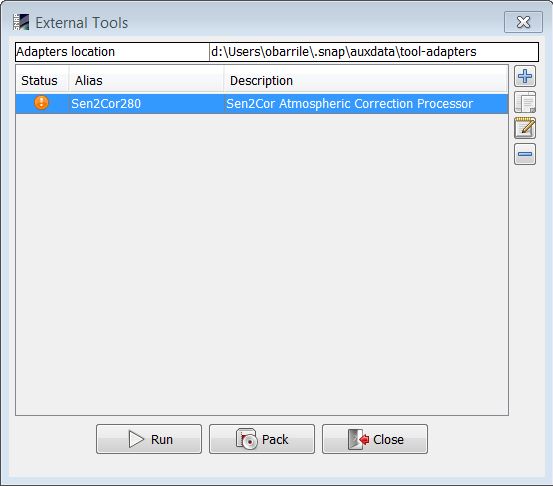 External Tools
Adapters location d:\Users\obarrile\.snap\auxdata\tool-adapters
Status Alias Description
Sen2Cor280 Sen2Cor Atmospheric Correction Processor
Run Pack Close